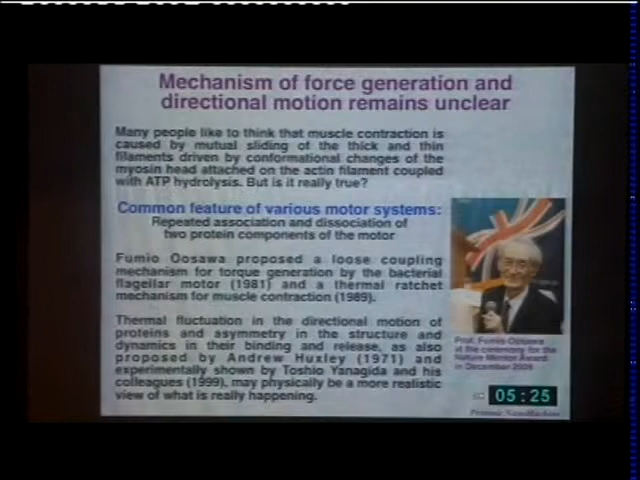 Mechanism of force generation and
directional motion remains unclear
Many people like to think that muscle contraction is
caused by mutual sliding of the thick and thin
filaments driven by conformational changes of the
myosin head attached on the actin filament coupled
with ATP hydrolysis. But is it really true?
Common feature of various motor systems:
Repeated association and dissociation of
two protein components of the motor
Fumio Oosawa proposed a loose coupling
mechanism for torque generation by the bacterial
flagellar motor (1981) and a thermal ratchet
mechanism for muscle contraction (1989).
Thermal fluctuation in the directional motion of
proteins and asymmetry in the structure and
dynamics in their binding and release, as also
proposed by Andrew Huxley (1971) and
experimentally shown by Toshio Yanagida and his
colleagues (1999), may physically be a more realistic
view of what is really happening.
Prof. Fumio Oosawa
at the ceremony for the
Nature Mentor Award
in December 2009
05:25